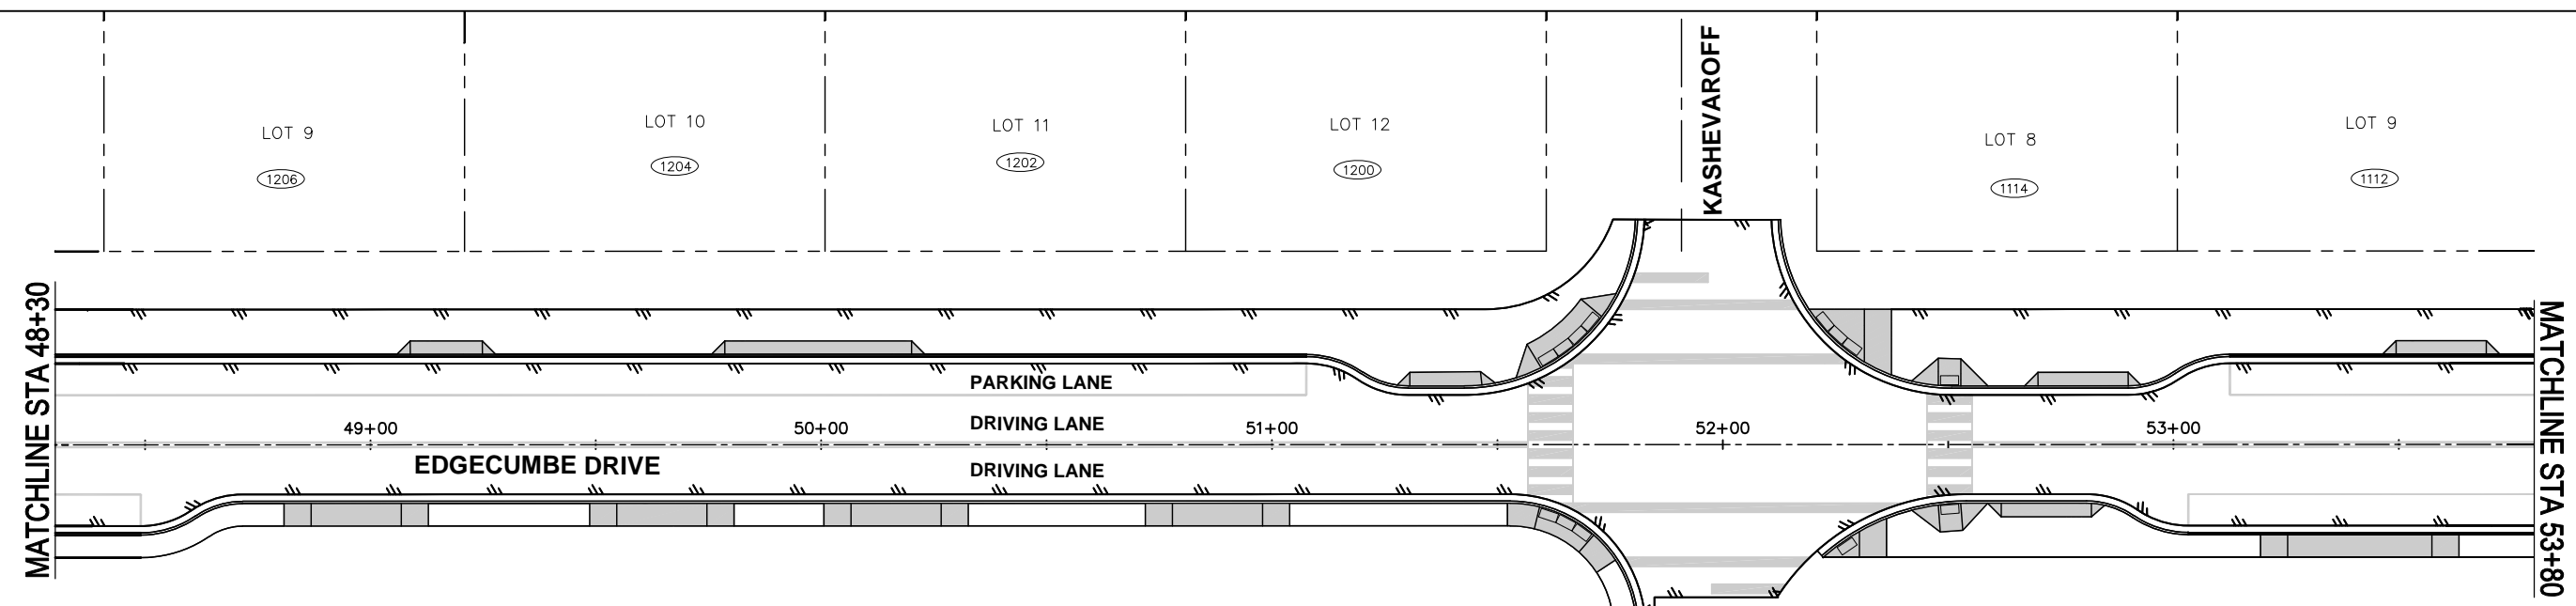 KASHEVAROFF
LOT 9
LOT 10
LOT 11
LOT 12
LOT 8
LOT 9
1206
1204
1202
1200
1114
1112
MATCHLINE STA 48+30
MATCHLINE STA 53+80
PARKING LANE
DRIVING LANE
49+00
50+00
51+00
52+00
53+00
EDGECUMBE DRIVE
DRIVING LANE